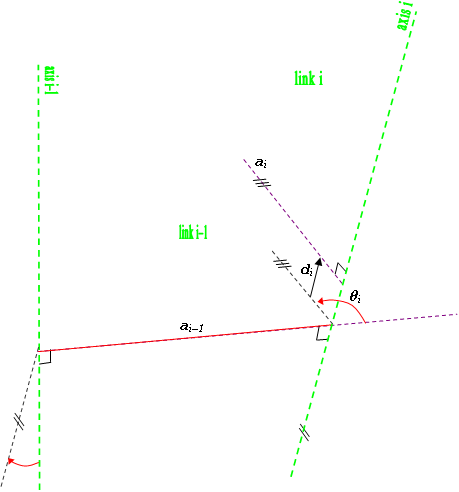 axis i
axis i-1
link i
a_i
link i-1
d_i
θ_i
a_{i-1}